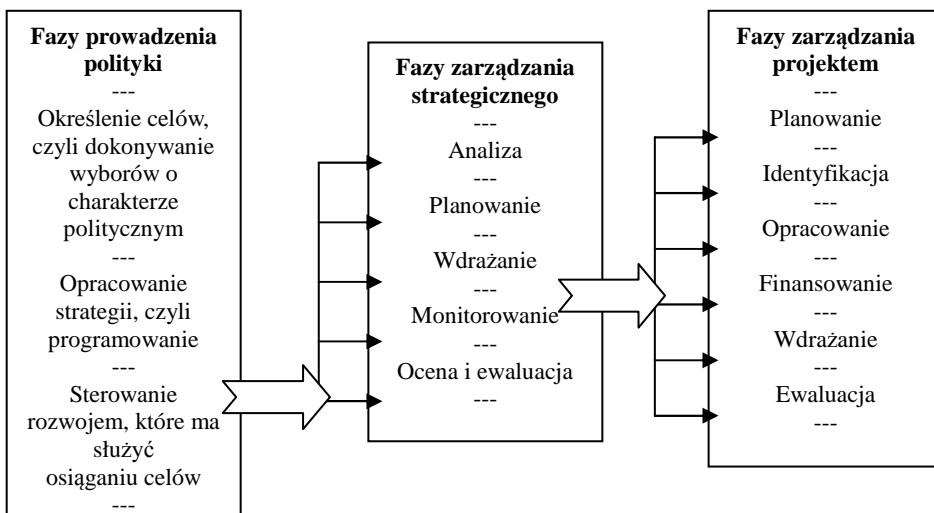 Fazy prowadzenia
polityki
---
Określenie celów,
czyli dokonywanie
wyborów o
charakterze
politycznym
---
Opracowanie
strategii, czyli
programowanie
---
Sterowanie
rozwojem, które ma
służyć
osiąganiu celów
---
Fazy zarządzania
strategicznego
---
Analiza
---
Planowanie
---
Wdrażanie
---
Monitorowanie
---
Ocena i ewaluacja
---
Fazy zarządzania
projektem
---
Planowanie
---
Identyfikacja
---
Opracowanie
---
Finansowanie
---
Wdrażanie
---
Ewaluacja
---